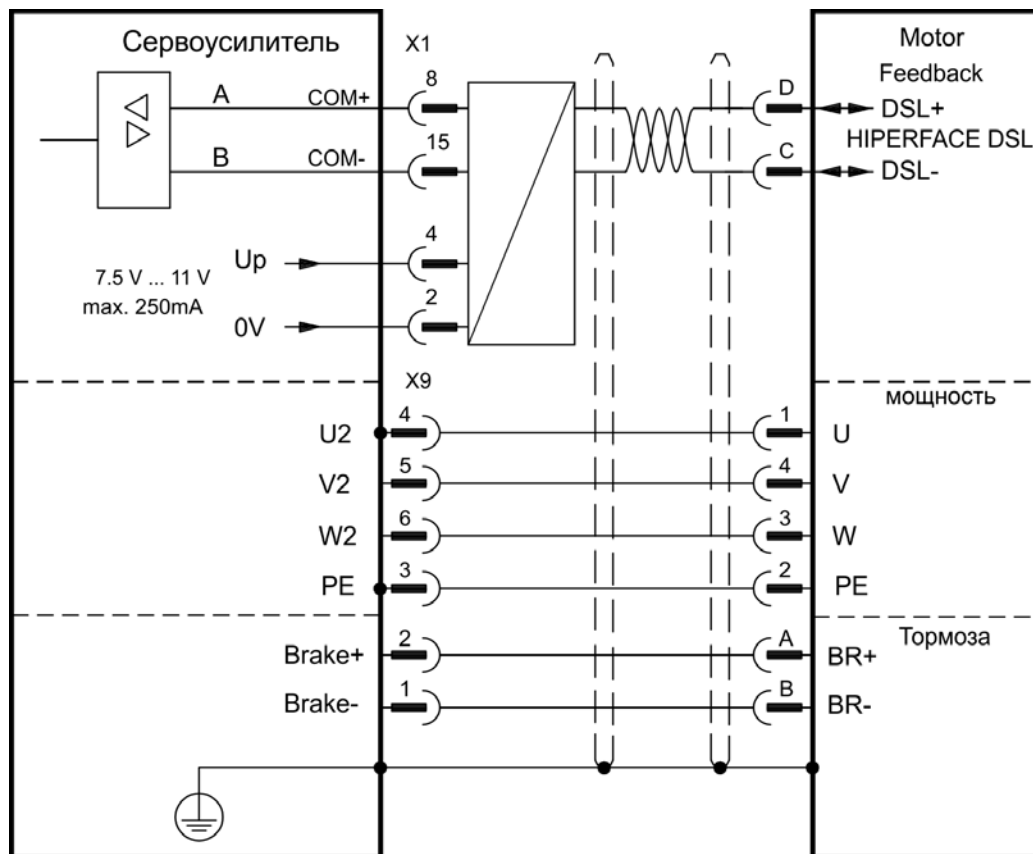 Сервоусилитель X1 Motor
Feedback
8 D
A COM+ DSL+
HIPERFACE DSL
15 C
B COM- DSL-
4
Up
7.5 V ... 11 V
max. 250mA
2
0V
X9
мощность
4 1
U2 U
5 4
V2 V
6 3
W2 W
3 2
PE PE
Тормоза
2 A
Brake+ BR+
1 B
Brake- BR-